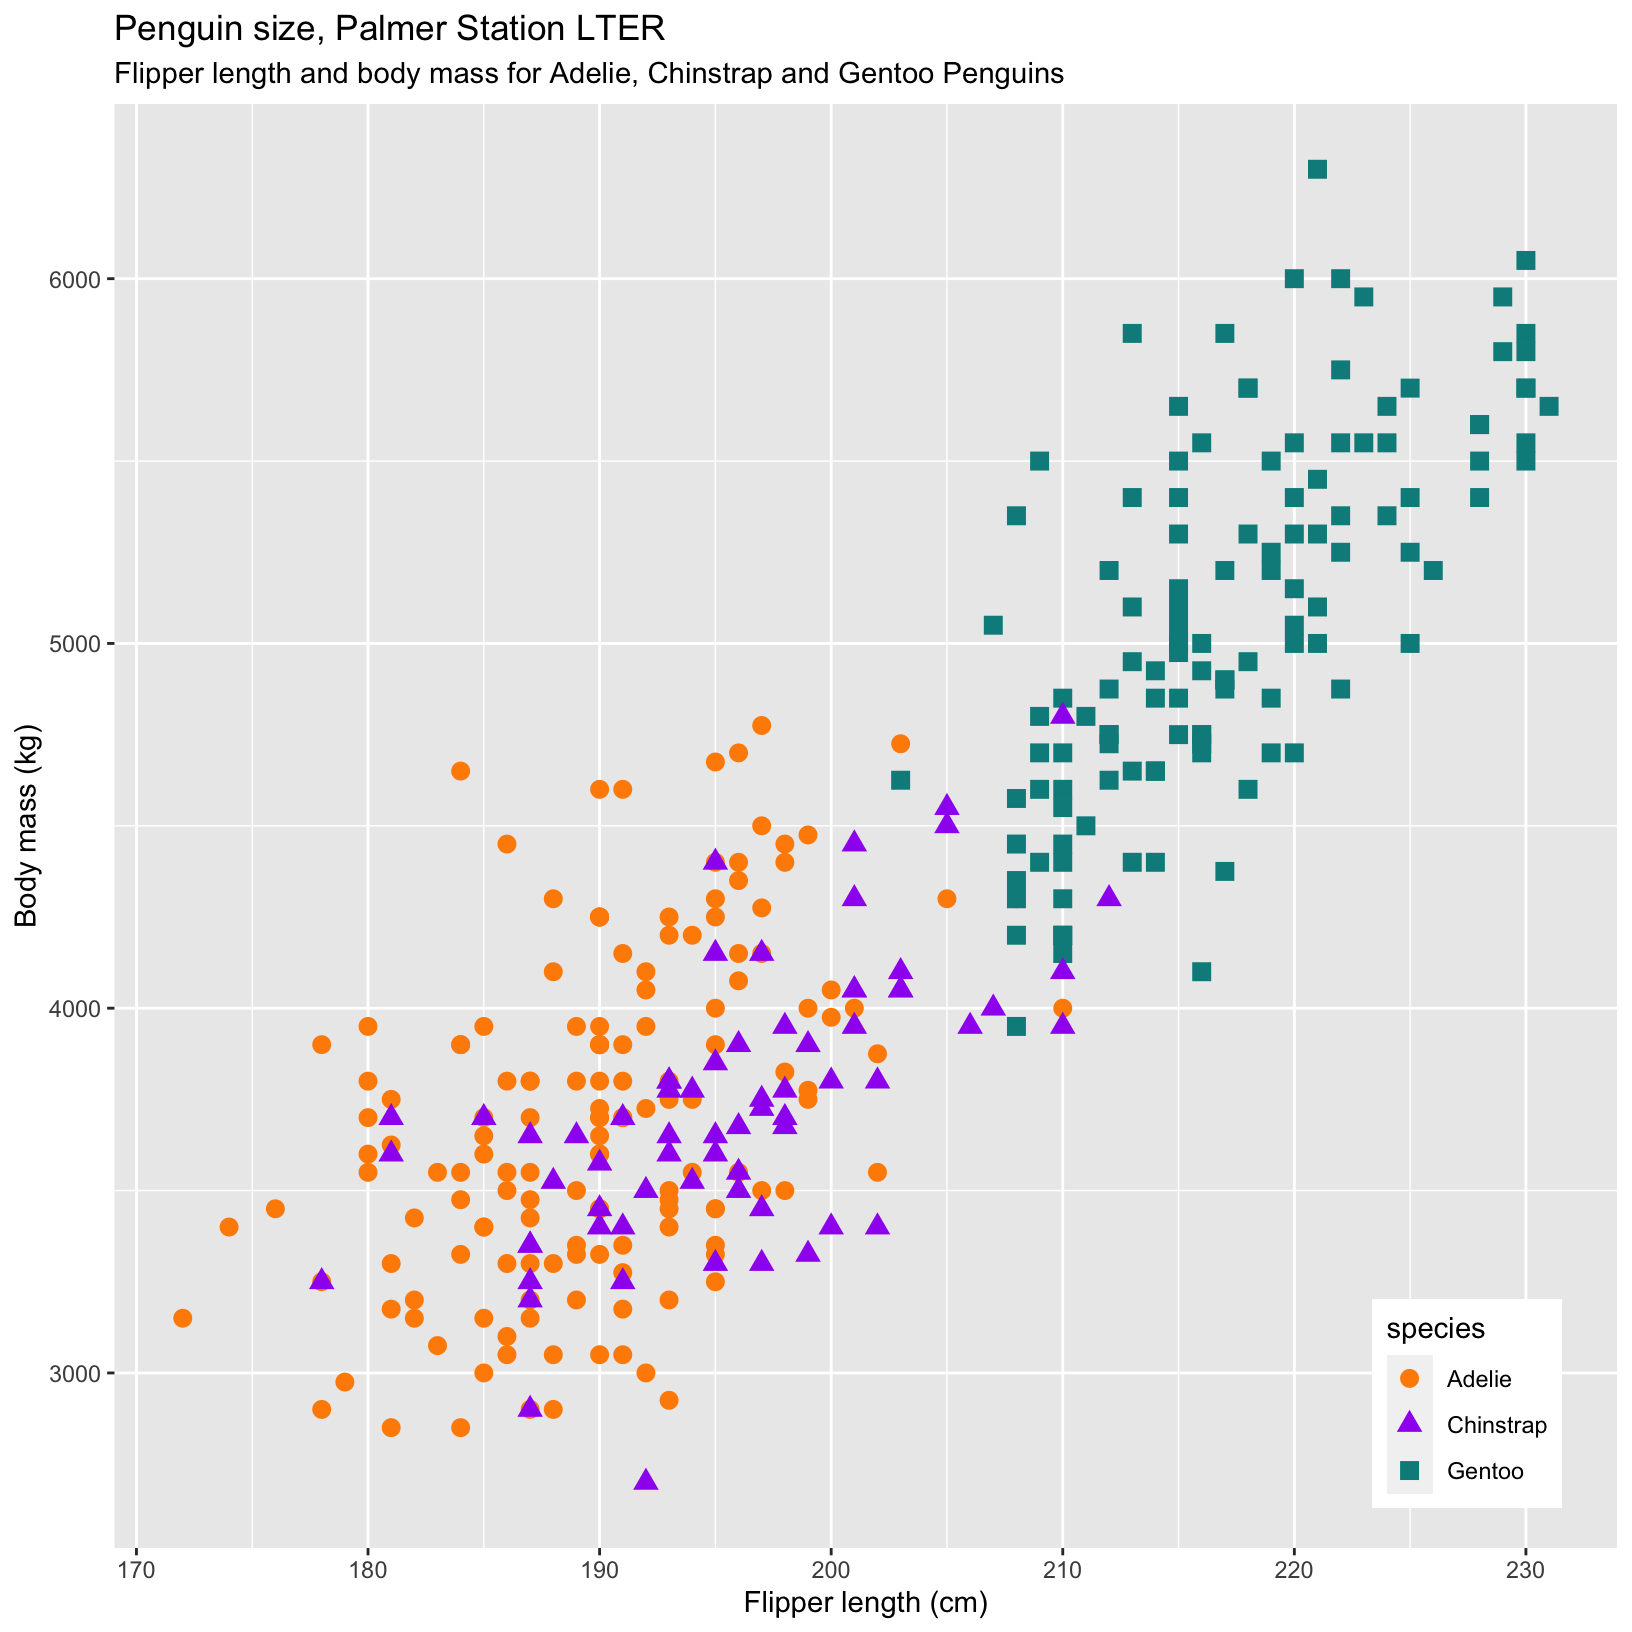 Penguin size, Palmer Station LTER
Flipper length and body mass for Adelie, Chinstrap and Gentoo Penguins
Body mass (kg)
6000
5000
4000
3000
species
Adelie
Chinstrap
Gentoo
170 180 190 200 210 220 230
Flipper length (cm)